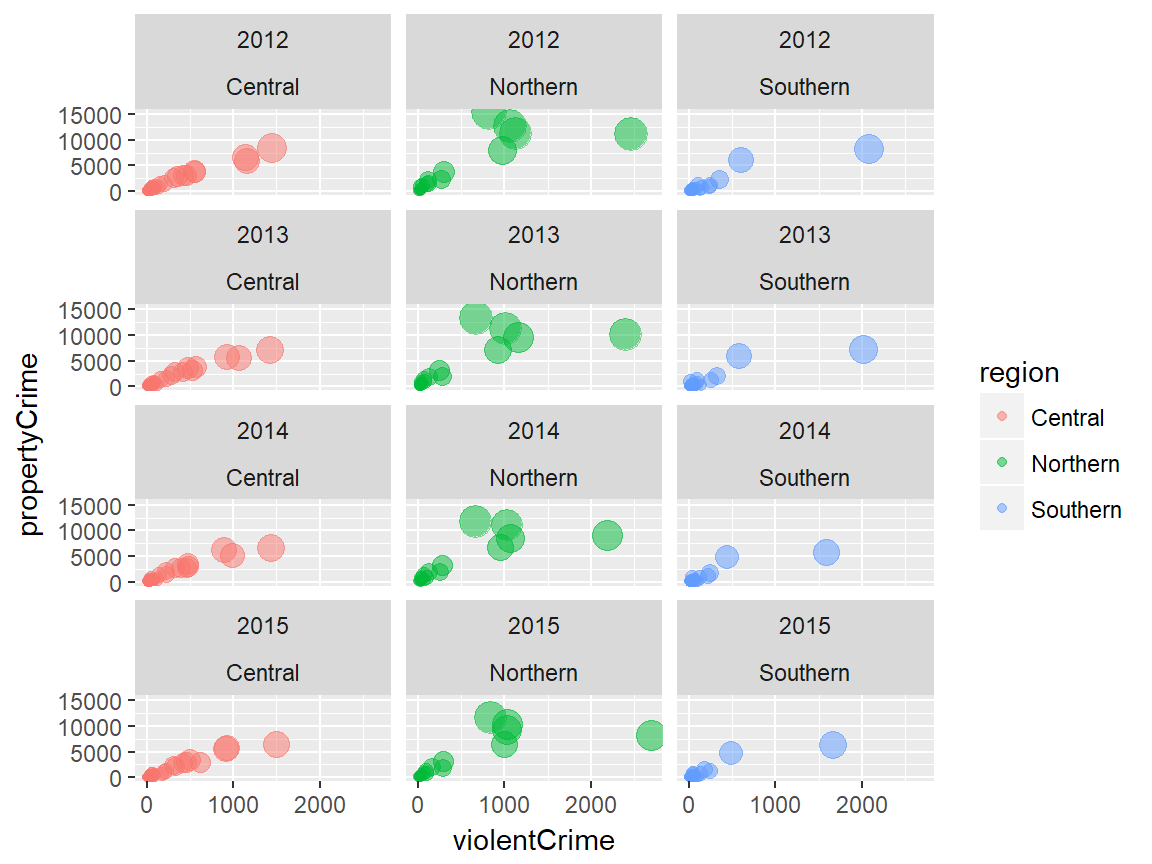 2012 2012 2012
Central Northern Southern
15000
10000
5000
0
2013 2013 2013
Central Northern Southern
15000
10000
5000
0
2014 2014 2014
Central Northern Southern
15000
10000
5000
0
2015 2015 2015
Central Northern Southern
15000
10000
5000
0
0 1000 2000 0 1000 2000 0 1000 2000
violentCrime
propertyCrime
region
Central
Northern
Southern